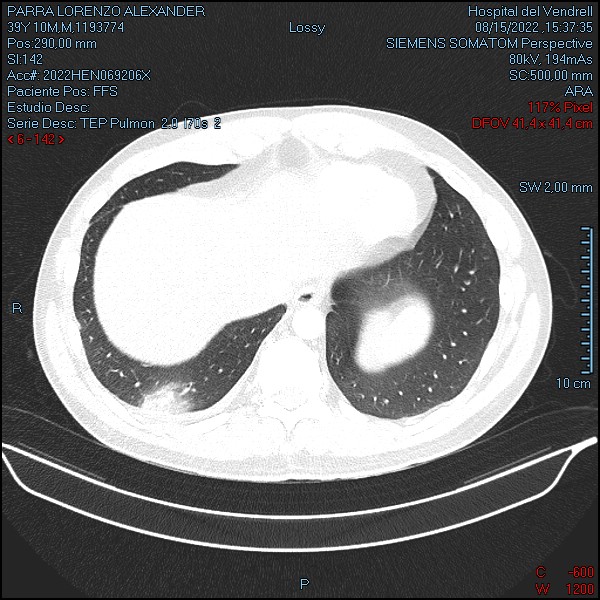 PARRA LORENZO ALEXANDER
39Y 10M,M,1193774
Pos:290.00 mm
SI:142
Acc#: 2022HEN069206X
Paciente Pos: FFS
Estudio Desc:
Serie Desc: TEP Pulmon 2.0 I70s 2
< 6 - 142 >
Lossy
Hospital del Vendrell
08/15/2022 ,15:37:35
SIEMENS SOMATOM Perspective
80kV, 194mAs
SC:500,00 mm
ARA
117% Pixel
DFOV 41,4 x 41,4 cm
SW 2,00 mm
R
10 cm
P
C -600
W 1200